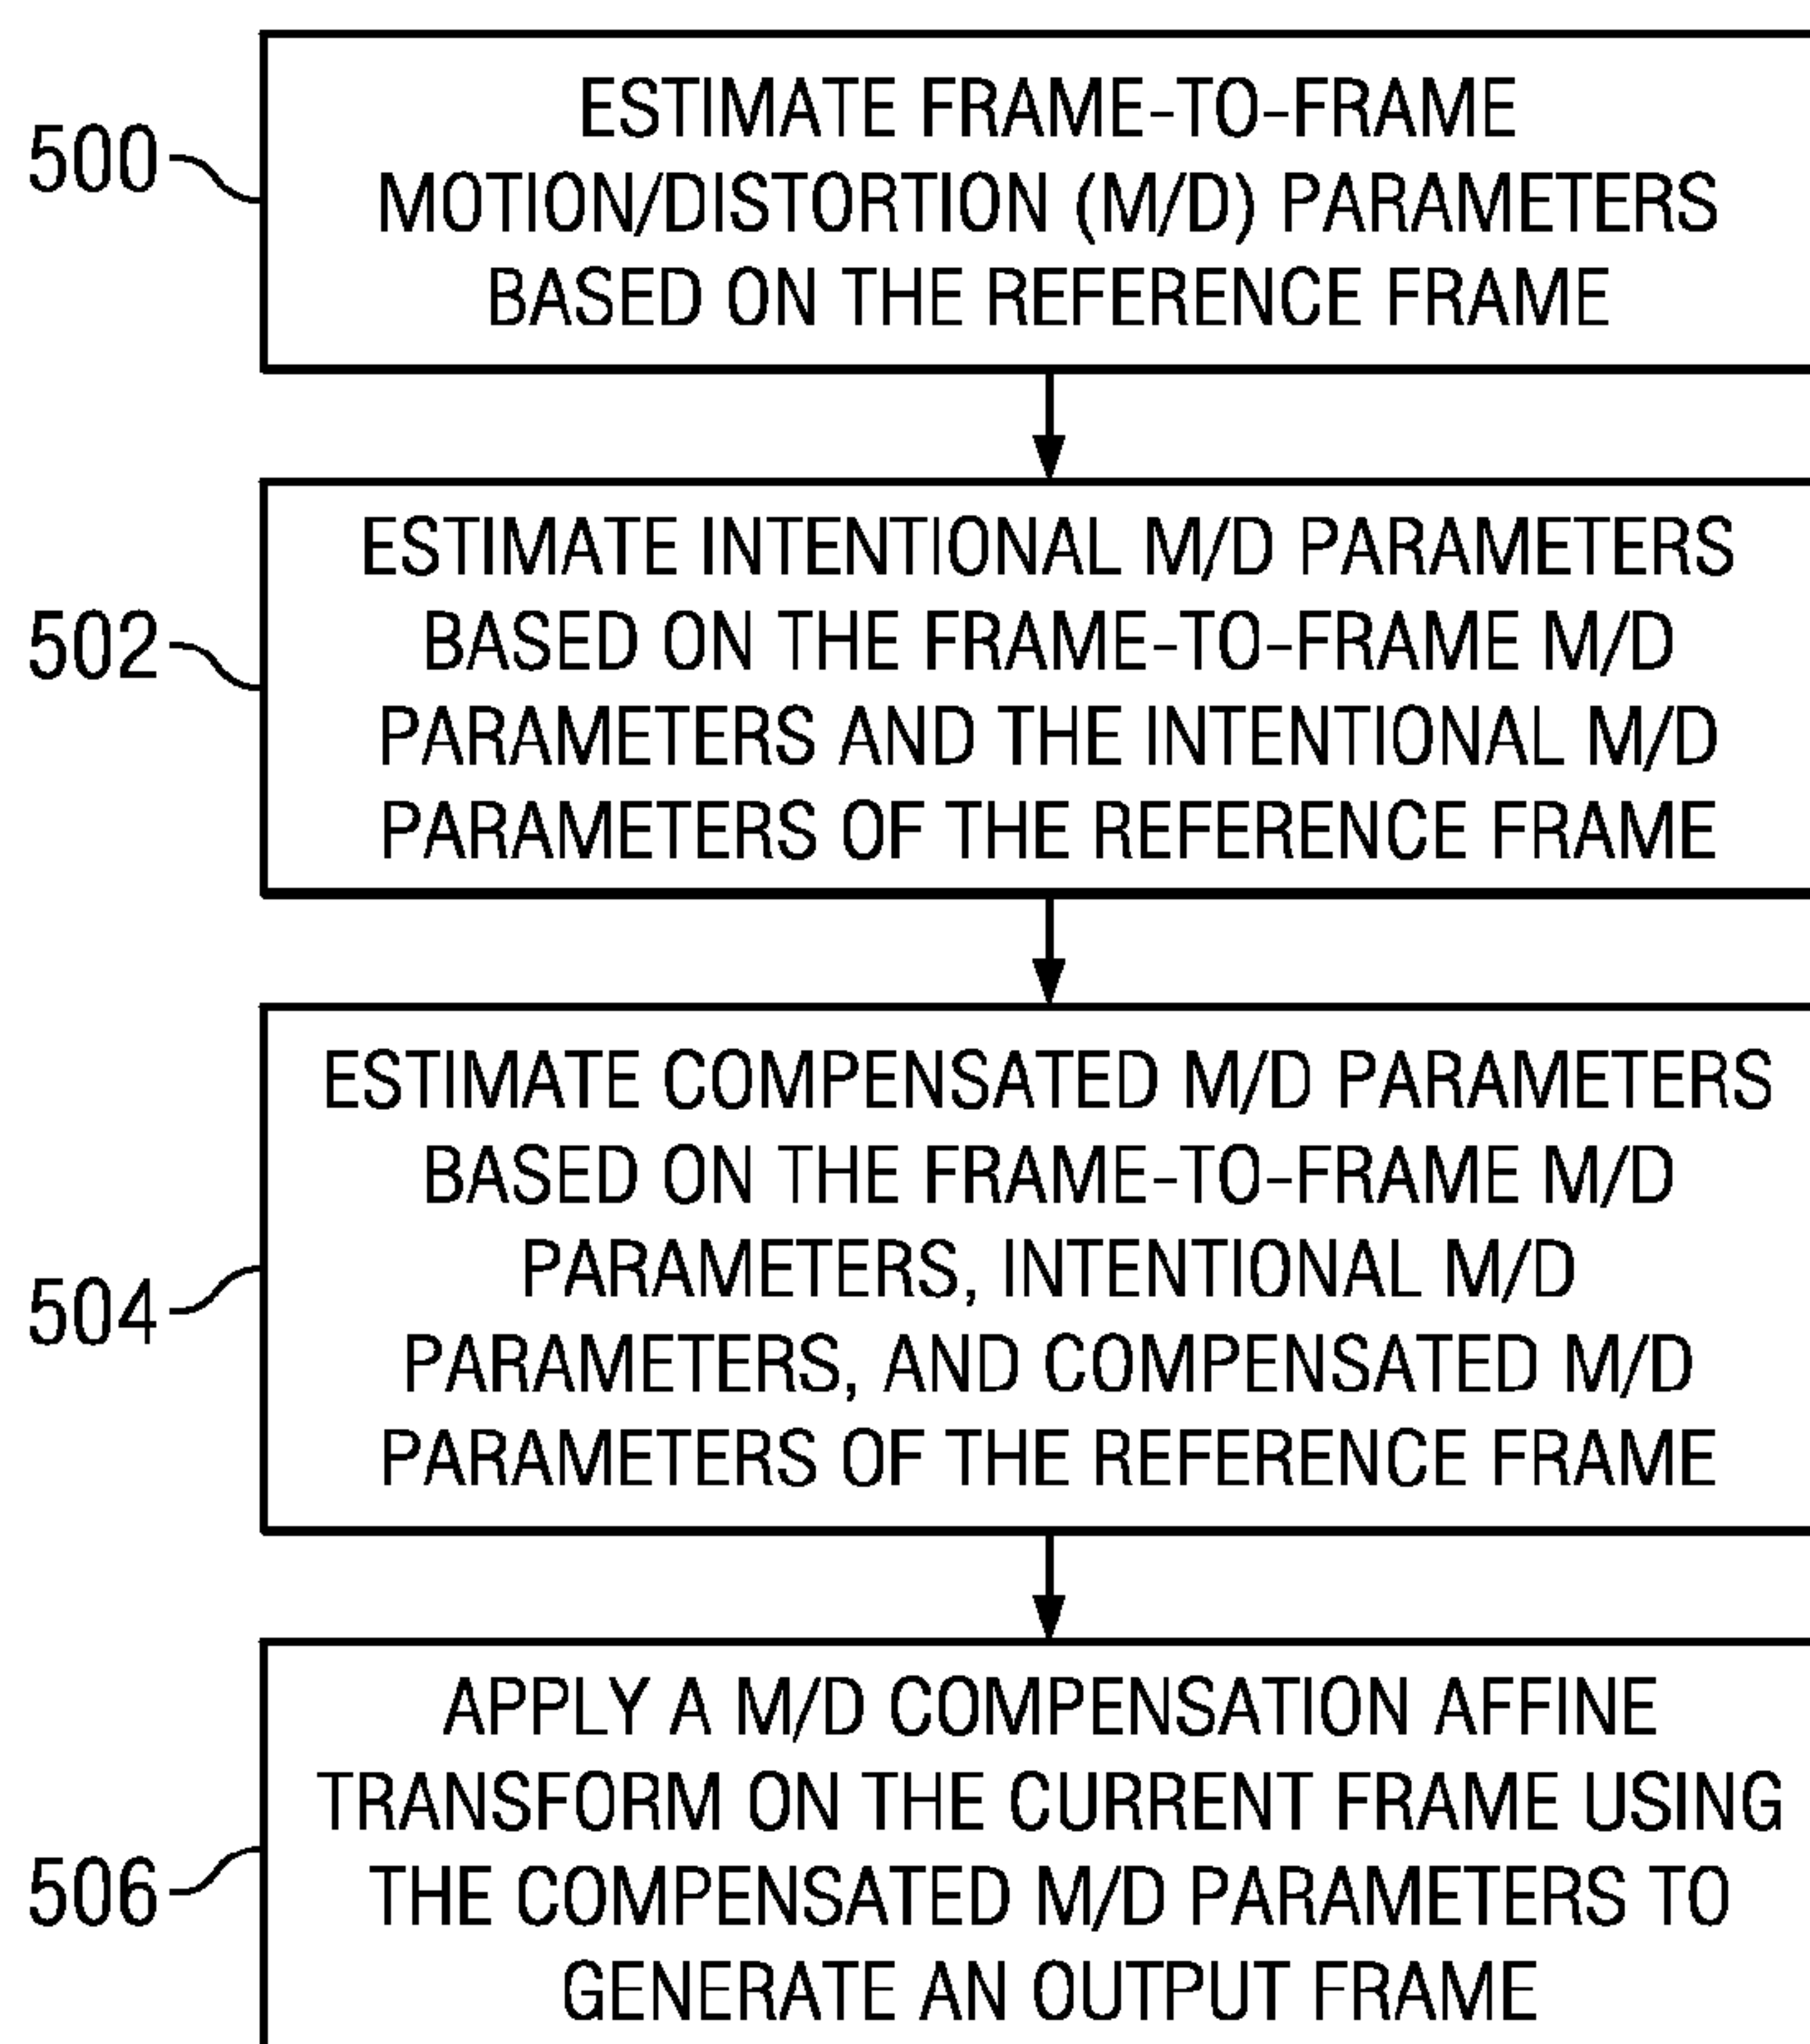 500
ESTIMATE FRAME-TO-FRAME
MOTION/DISTORTION (M/D) PARAMETERS
BASED ON THE REFERENCE FRAME
502
ESTIMATE INTENTIONAL M/D PARAMETERS
BASED ON THE FRAME-TO-FRAME M/D
PARAMETERS AND THE INTENTIONAL M/D
PARAMETERS OF THE REFERENCE FRAME
504
ESTIMATE COMPENSATED M/D PARAMETERS
BASED ON THE FRAME-TO-FRAME M/D
PARAMETERS, INTENTIONAL M/D
PARAMETERS, AND COMPENSATED M/D
PARAMETERS OF THE REFERENCE FRAME
506
APPLY A M/D COMPENSATION AFFINE
TRANSFORM ON THE CURRENT FRAME USING
THE COMPENSATED M/D PARAMETERS TO
GENERATE AN OUTPUT FRAME